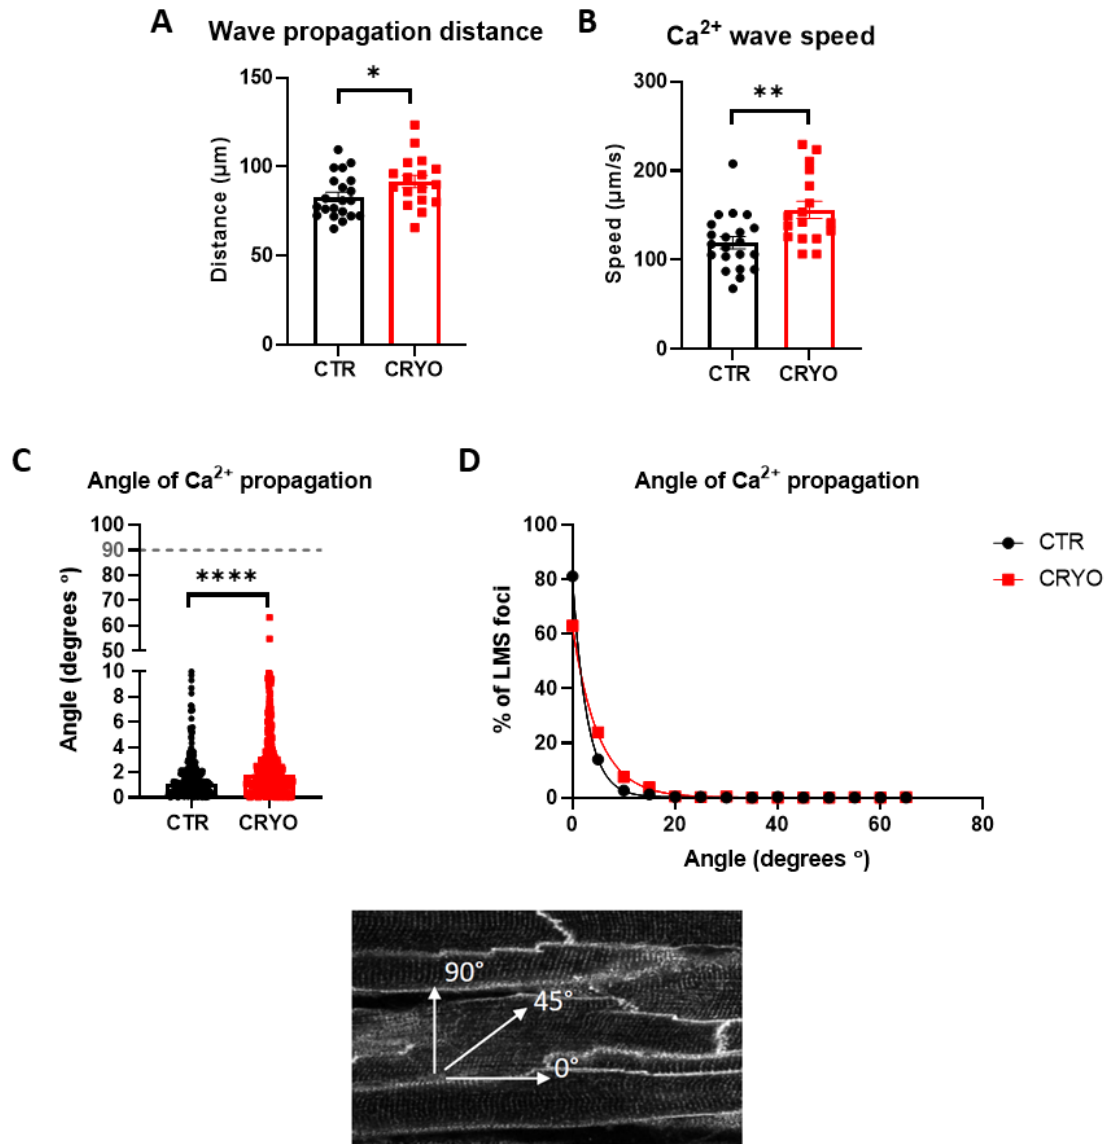 A
Wave propagation distance
*
Distance (µm)
150
100
50
0
CTR
CRYO
B
Ca²⁺ wave speed
**
Speed (µm/s)
300
200
100
0
CTR
CRYO
C
Angle of Ca²⁺ propagation
****
Angle (degrees °)
100
90
80
70
60
50
10
8
6
4
2
0
CTR
CRYO
D
Angle of Ca²⁺ propagation
% of LMS foci
100
80
60
40
20
0
0
20
40
60
80
Angle (degrees °)
CTR
CRYO
90°
45°
0°